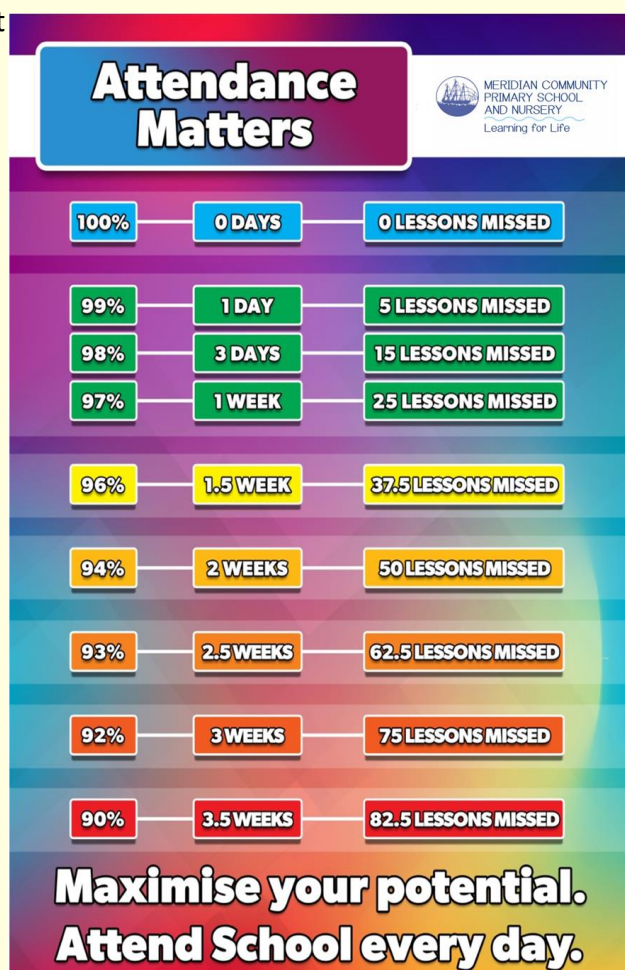 t
Attendance
Matters
MERIDIAN COMMUNITY
PRIMARY SCHOOL
AND NURSERY
Learning for Life
100% 0 DAYS 0 LESSONS MISSED
99% 1 DAY 5 LESSONS MISSED
98% 3 DAYS 15 LESSONS MISSED
97% 1 WEEK 25 LESSONS MISSED
96% 1.5 WEEK 37.5 LESSONS MISSED
94% 2 WEEKS 50 LESSONS MISSED
93% 2.5 WEEKS 62.5 LESSONS MISSED
92% 3 WEEKS 75 LESSONS MISSED
90% 3.5 WEEKS 82.5 LESSONS MISSED
Maximise your potential.
Attend School every day.